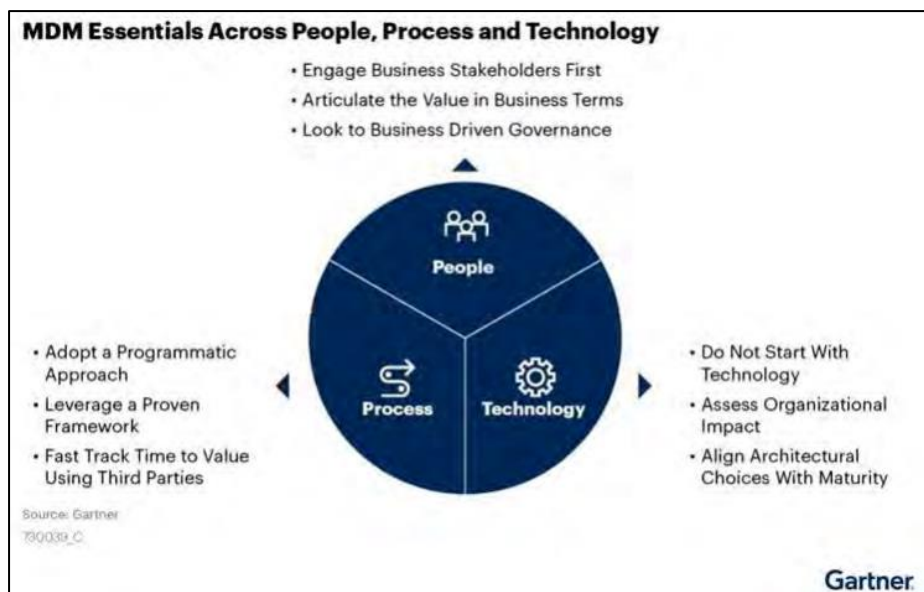 MDM Essentials Across People, Process and Technology
• Engage Business Stakeholders First
• Articulate the Value in Business Terms
• Look to Business Driven Governance
People
• Adopt a Programmatic
Approach
• Leverage a Proven
Framework
• Fast Track Time to Value
Using Third Parties
Process
Technology
• Do Not Start With
Technology
• Assess Organizational
Impact
• Align Architectural
Choices With Maturity
Source: Gartner
730039_C
Gartner